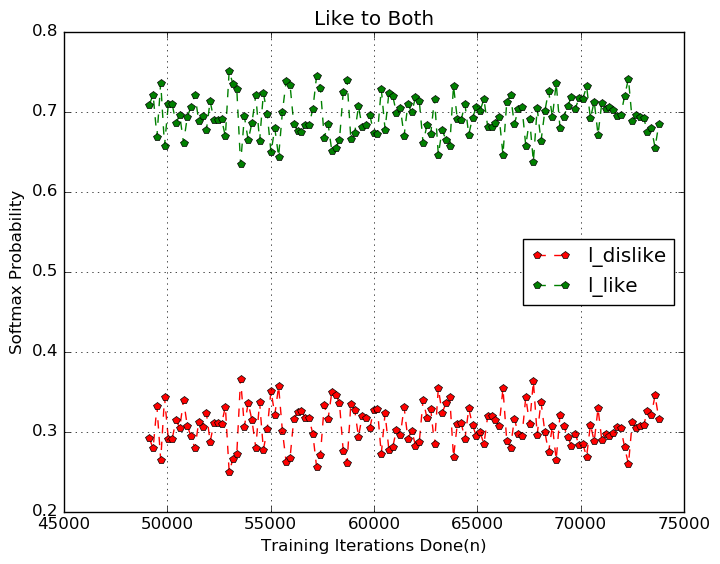 Like to Both
0.8
0.7
0.6
0.5
0.4
0.3
0.2
Softmax Probability
l_dislike
l_like
45000 50000 55000 60000 65000 70000 75000
Training Iterations Done(n)